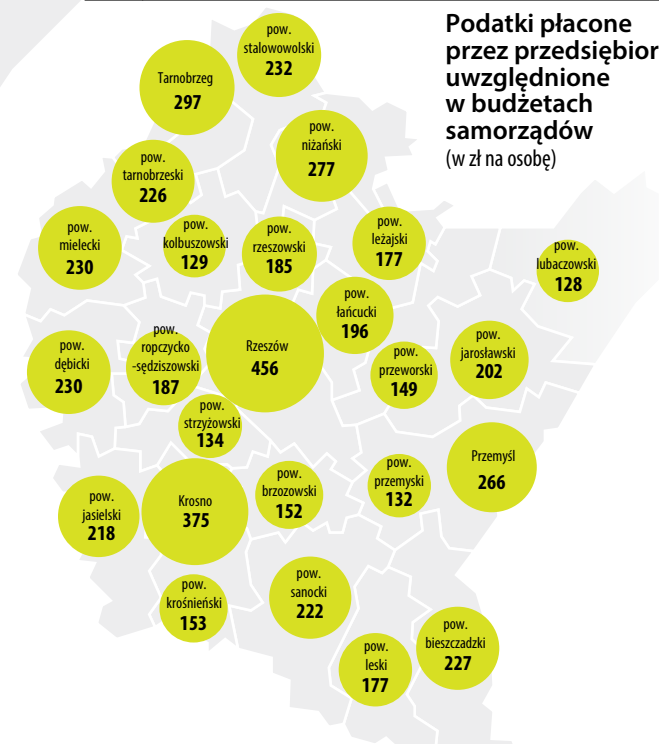 Podatki płacone
przez przedsiębior
uwzględnione
w budżetach
samorządów
(w zł na osobę)
pow.
stalowowolski
232
Tarnobrzeg
297
pow.
niżański
277
pow.
tarnobrzeski
226
pow.
mielecki
230
pow.
kolbuszowski
129
pow.
rzeszowski
185
pow.
leżajski
177
pow.
lubaczowski
128
pow.
łańcucki
196
pow.
dębicki
230
pow.
ropczycko
-sędziszowski
187
Rzeszów
456
pow.
przeworski
149
pow.
jarosławski
202
pow.
strzyżowski
134
Przemyśl
266
pow.
jasielski
218
Krosno
375
pow.
brzozowski
152
pow.
przemyski
132
pow.
krośnieński
153
pow.
sanocki
222
pow.
leski
177
pow.
bieszczadzki
227